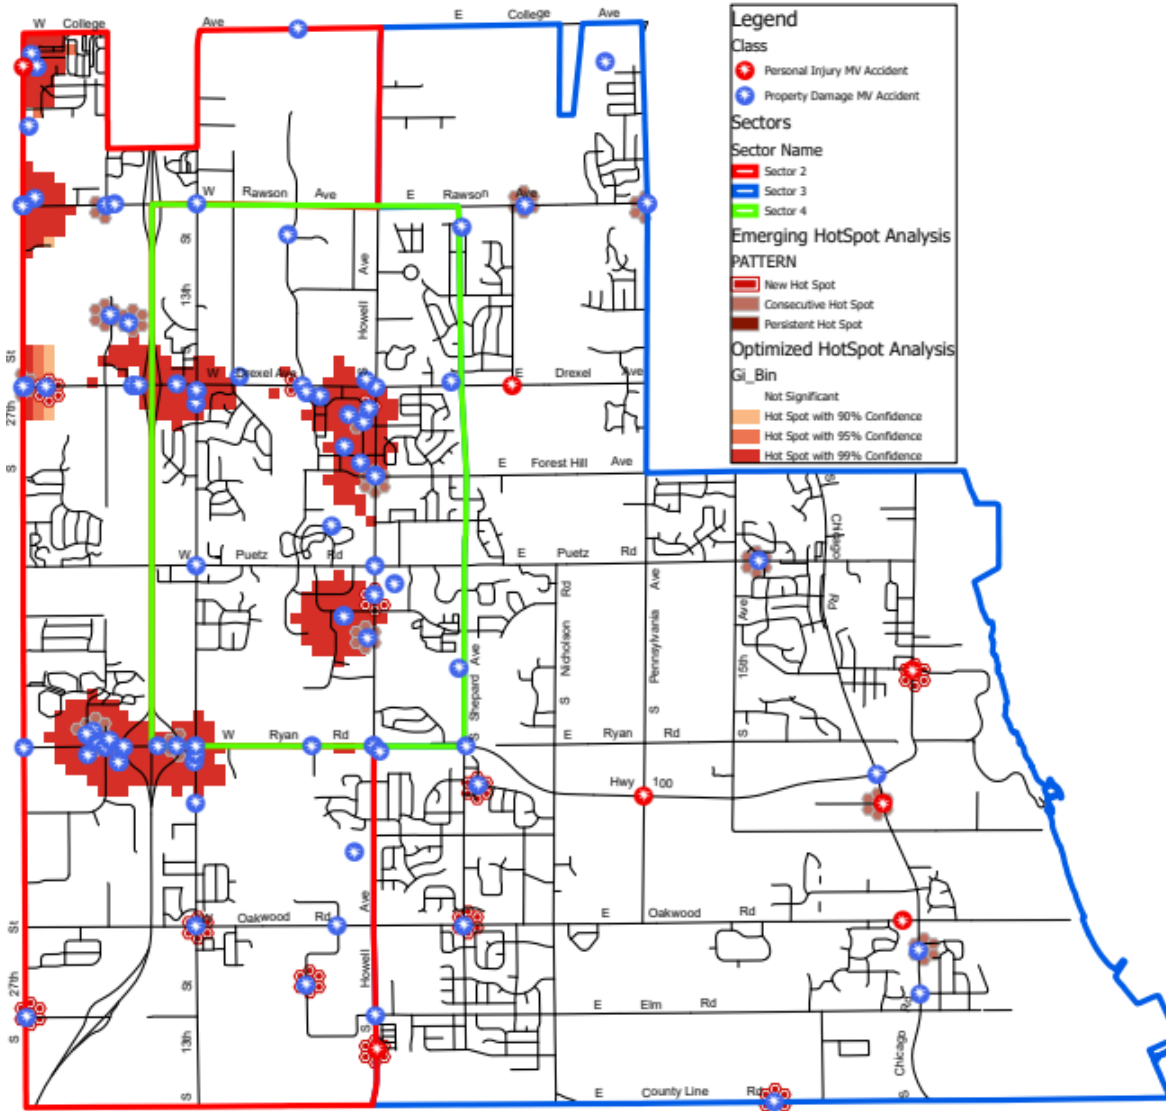 W College Ave
E College Ave
W Rawson Ave
E Rawson Ave
S 27th St
S 13th St
S Howell Ave
W Drexel Ave
E Drexel Ave
E Forest Hill Ave
W Puetz Rd
E Puetz Rd
S Shepard Ave
S Nicholson Rd
S Pennsylvania Ave
S 15th Ave
S Chicago Rd
W Ryan Rd
E Ryan Rd
Hwy 100
W Oakwood Rd
E Oakwood Rd
S 27th St
S 13th St
S Howell Ave
E Elm Rd
S Chicago Rd
E County Line Rd
Legend
Class
Personal Injury MV Accident
Property Damage MV Accident
Sectors
Sector Name
Sector 2
Sector 3
Sector 4
Emerging HotSpot Analysis
PATTERN
New Hot Spot
Consecutive Hot Spot
Persistent Hot Spot
Optimized HotSpot Analysis
Gi_Bin
Not Significant
Hot Spot with 90% Confidence
Hot Spot with 95% Confidence
Hot Spot with 99% Confidence